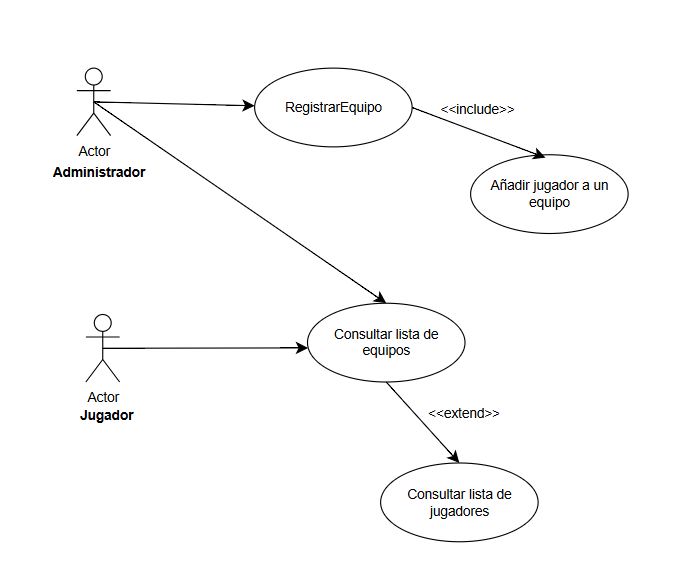 RegistrarEquipo
<<include>>
Actor
Administrador
Añadir jugador a un
equipo
Consultar lista de
equipos
Actor
Jugador
<<extend>>
Consultar lista de
jugadores